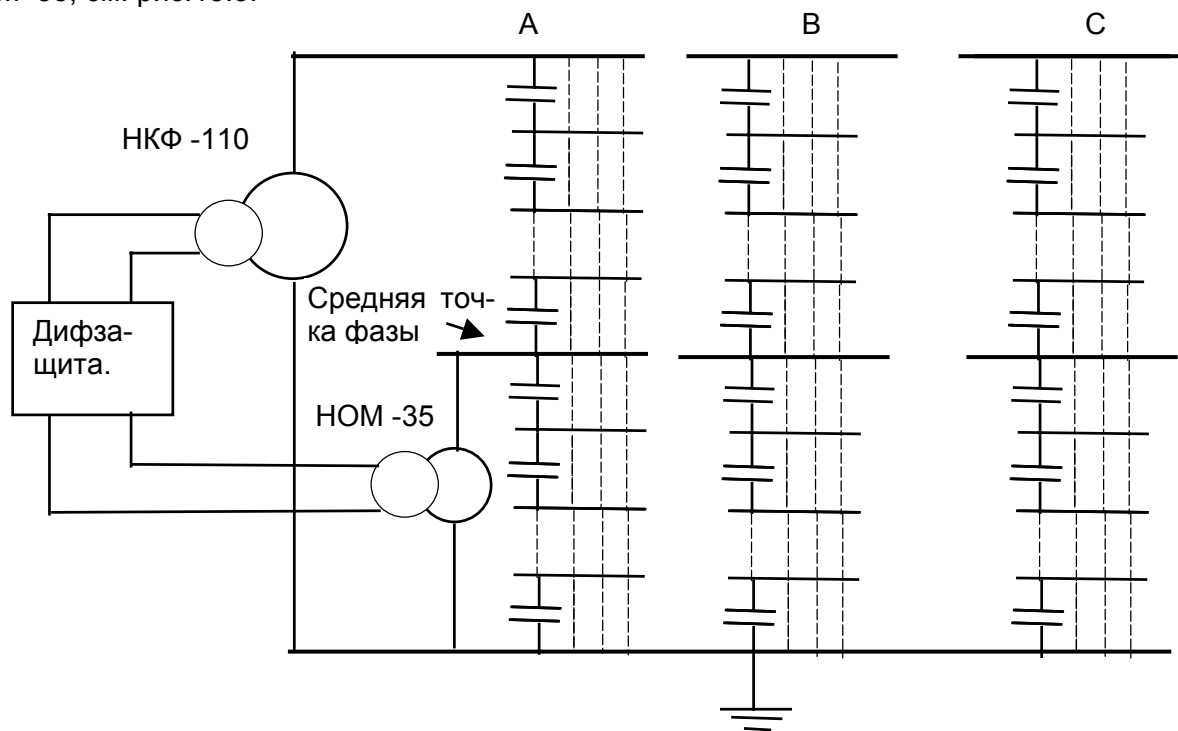 A
B
C
НКФ -110
Средняя точ-
ка фазы
Дифза-
щита.
НОМ -35